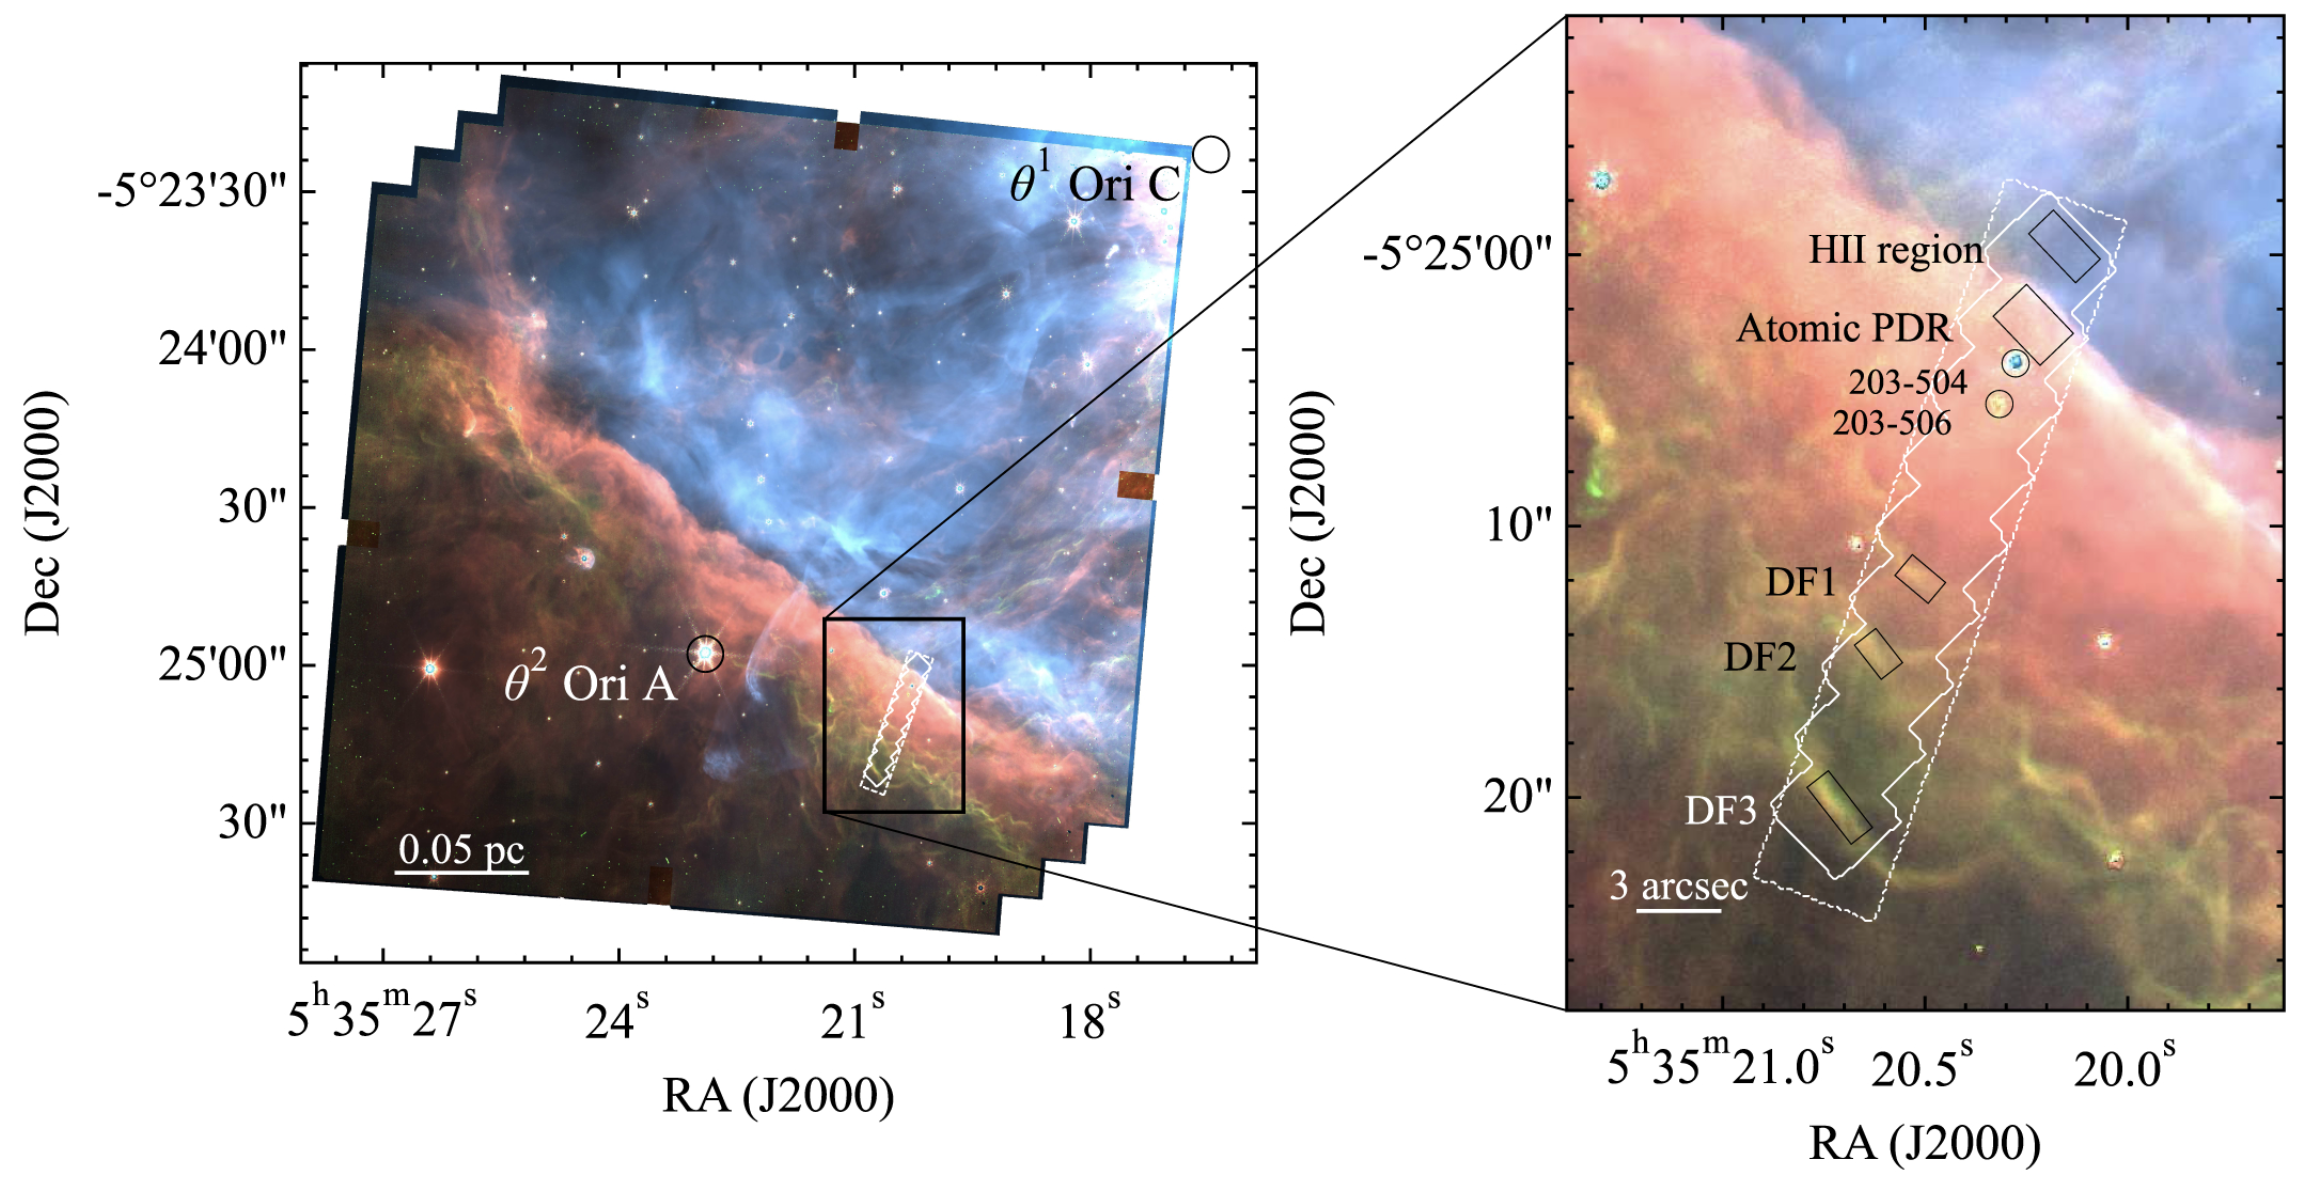 θ¹ Ori C
-5°23'30"
24'00"
30"
25'00"
30"
θ² Ori A
0.05 pc
5ʰ35ᵐ27ˢ 24ˢ 21ˢ 18ˢ
RA (J2000)
Dec (J2000)
HII region
Atomic PDR
203-504
203-506
DF1
DF2
DF3
3 arcsec
-5°25'00"
10"
20"
5ʰ35ᵐ21.0ˢ 20.5ˢ 20.0ˢ
RA (J2000)
Dec (J2000)